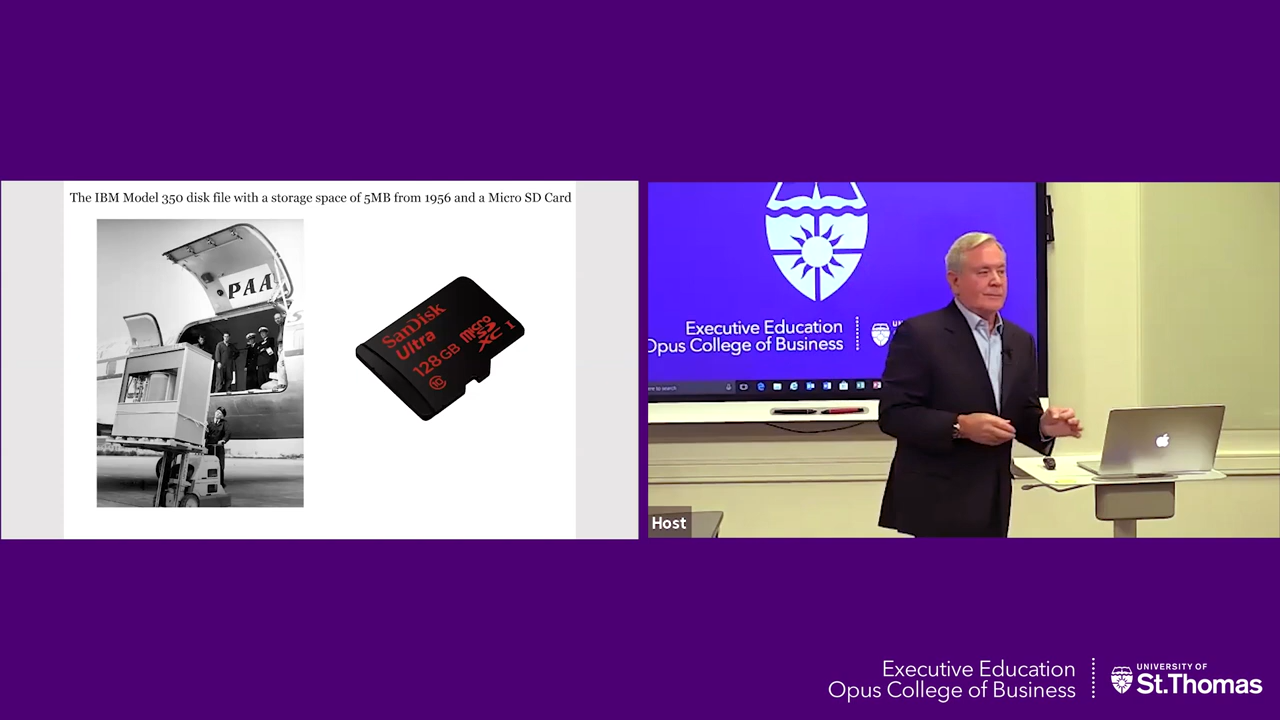 The IBM Model 350 disk file with a storage space of 5MB from 1956 and a Micro SD Card
PAA
SanDisk
Ultra
128GB
micro
SD
XC I
10
Executive Education
Opus College of Business
Host
Executive Education
Opus College of Business
UNIVERSITY OF
St.Thomas